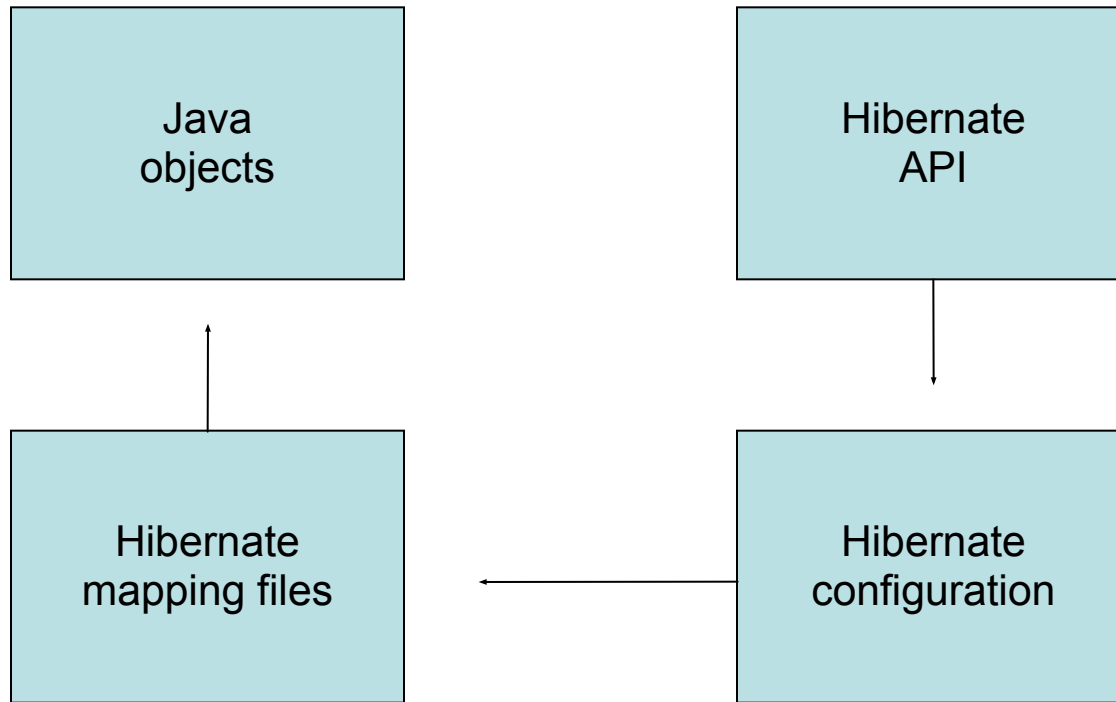 Java
objects
Hibernate
API
Hibernate
mapping files
Hibernate
configuration